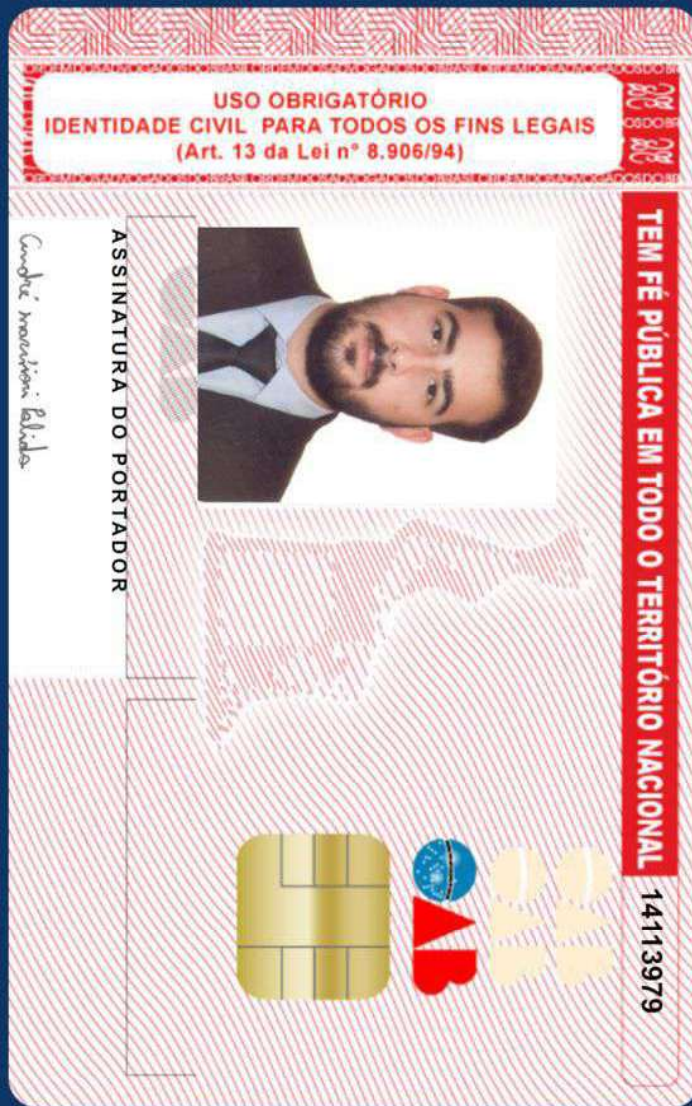 USO OBRIGATÓRIO
IDENTIDADE CIVIL PARA TODOS OS FINS LEGAIS
(Art. 13 da Lei nº 8.906/94)
TEM FÉ PÚBLICA EM TODO O TERRITÓRIO NACIONAL
14113979
OAB
ASSINATURA DO PORTADOR
André